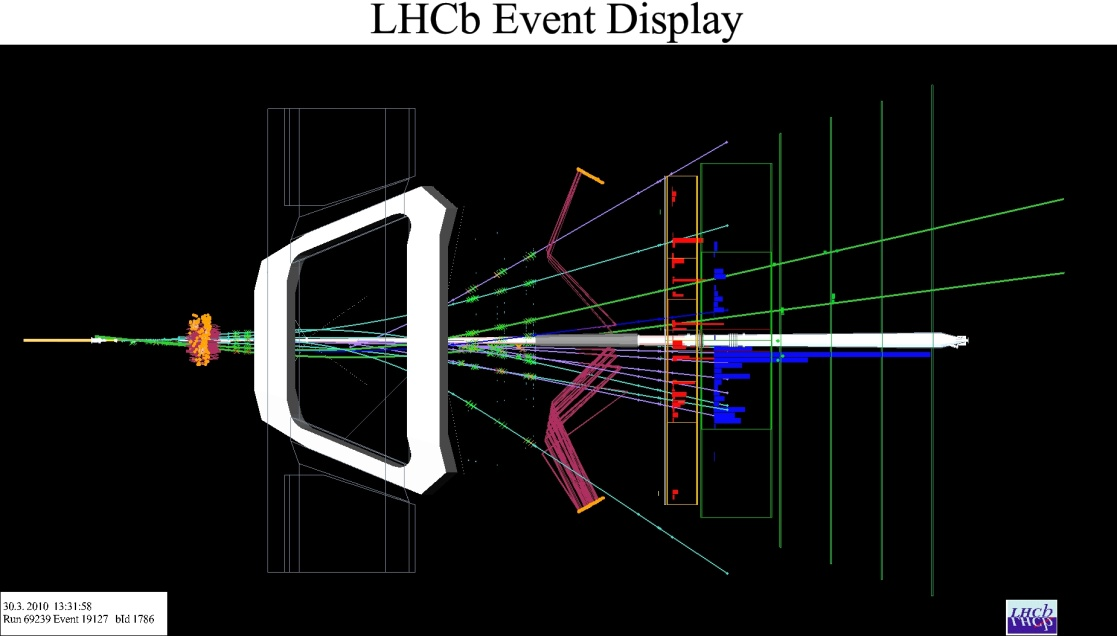 LHCb Event Display
30.3. 2010 13:31:58
Run 69239 Event 19127 bId 1786
LHCb